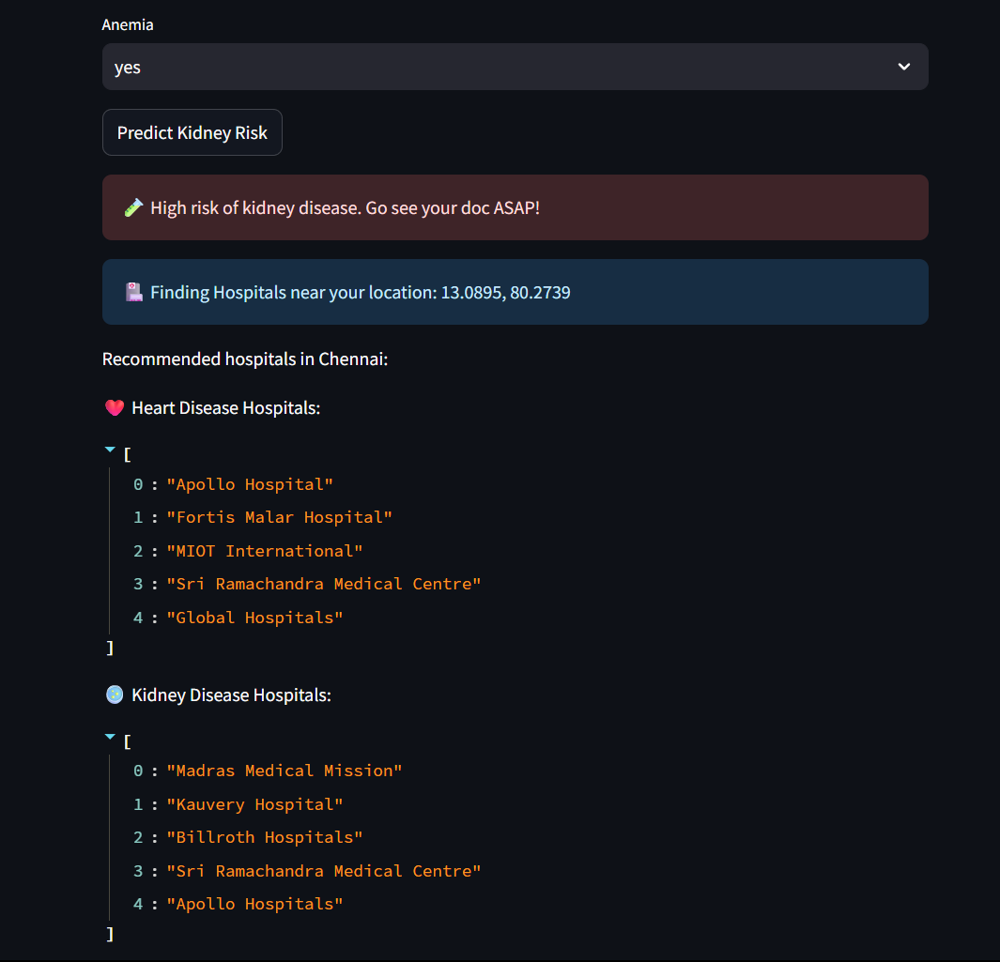 Anemia
yes
Predict Kidney Risk
High risk of kidney disease. Go see your doc ASAP!
Finding Hospitals near your location: 13.0895, 80.2739
Recommended hospitals in Chennai:
Heart Disease Hospitals:
[
0 : "Apollo Hospital"
1 : "Fortis Malar Hospital"
2 : "MIOT International"
3 : "Sri Ramachandra Medical Centre"
4 : "Global Hospitals"
]
Kidney Disease Hospitals:
[
0 : "Madras Medical Mission"
1 : "Kauvery Hospital"
2 : "Billroth Hospitals"
3 : "Sri Ramachandra Medical Centre"
4 : "Apollo Hospitals"
]